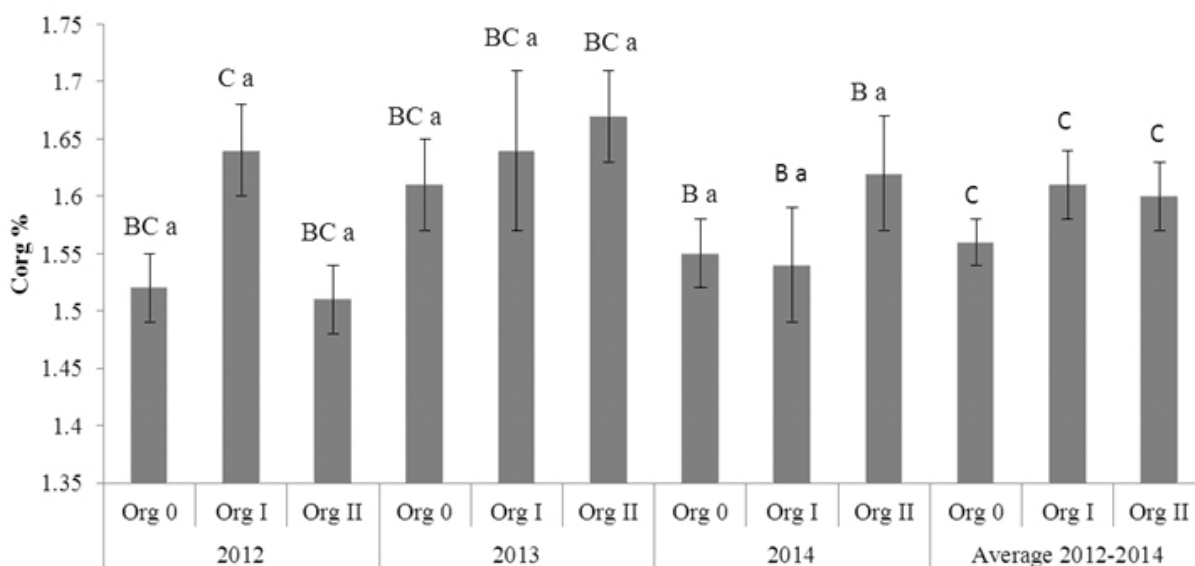 1.75
1.7
1.65
1.6
1.55
1.5
1.45
1.4
1.35
Corg %
BC a
C a
BC a
BC a
BC a
BC a
B a
B a
B a
C
C
C
Org 0 Org I Org II Org 0 Org I Org II Org 0 Org I Org II Org 0 Org I Org II
2012 2013 2014 Average 2012-2014